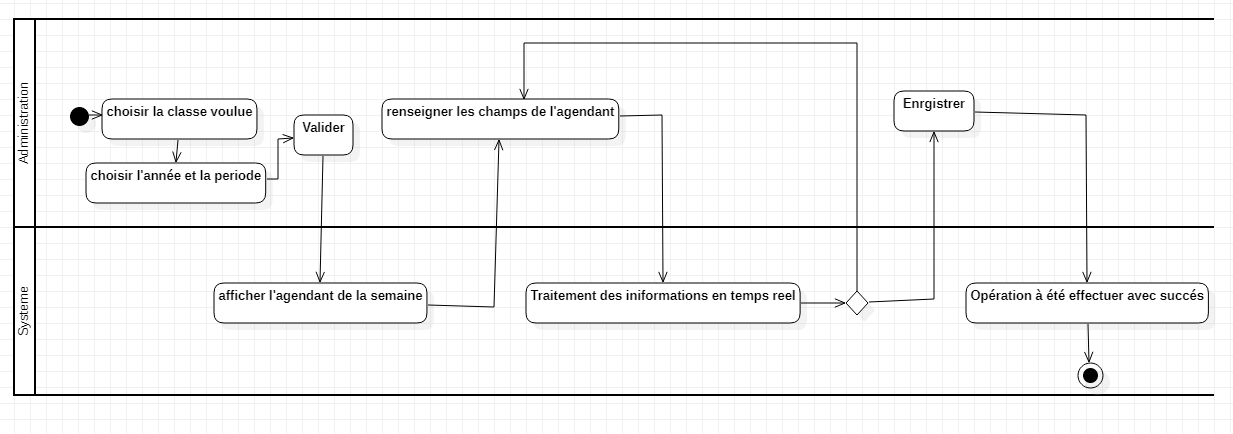 Administration
choisir la classe voulue
choisir l'année et la periode
Valider
renseigner les champs de l'agendant
Enrgistrer
Systeme
afficher l'agendant de la semaine
Traitement des iniformations en temps reel
Opération à été effectuer avec succés